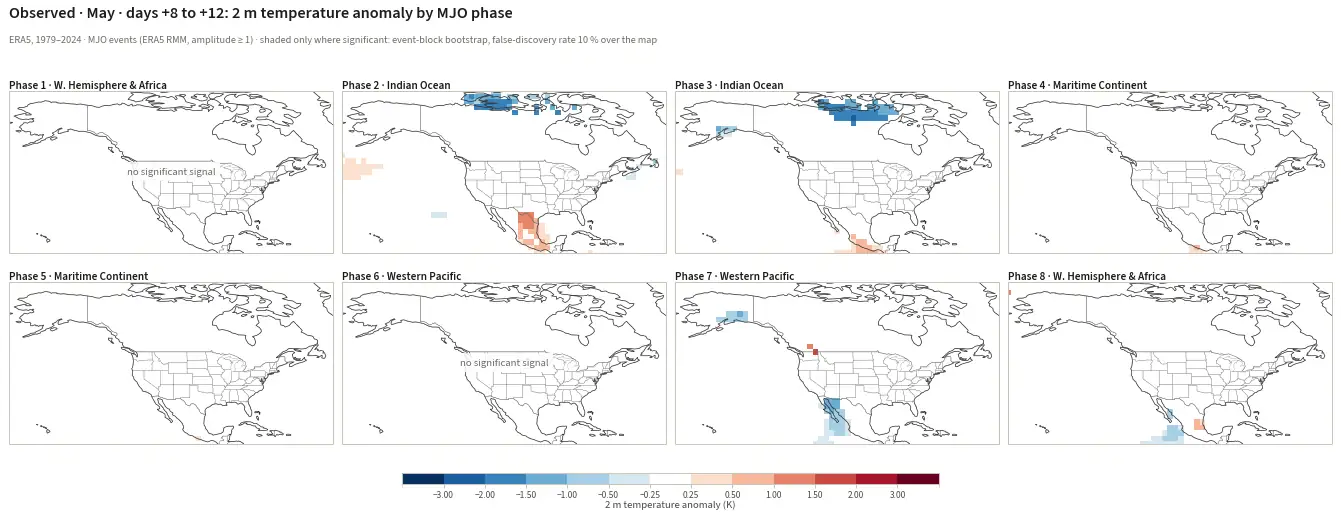 Observed · May · days +8 to +12: 2 m temperature anomaly by MJO phase
ERA5, 1979–2024 · MJO events (ERA5 RMM, amplitude ≥ 1) · shaded only where significant: event-block bootstrap, false-discovery rate 10 % over the map
Phase 1 · W. Hemisphere & Africa
Phase 2 · Indian Ocean
Phase 3 · Indian Ocean
Phase 4 · Maritime Continent
no significant signal
Phase 5 · Maritime Continent
Phase 6 · Western Pacific
Phase 7 · Western Pacific
Phase 8 · W. Hemisphere & Africa
no significant signal
−3.00 −2.00 −1.50 −1.00 −0.50 −0.25 0.25 0.50 1.00 1.50 2.00 3.00
2 m temperature anomaly (K)